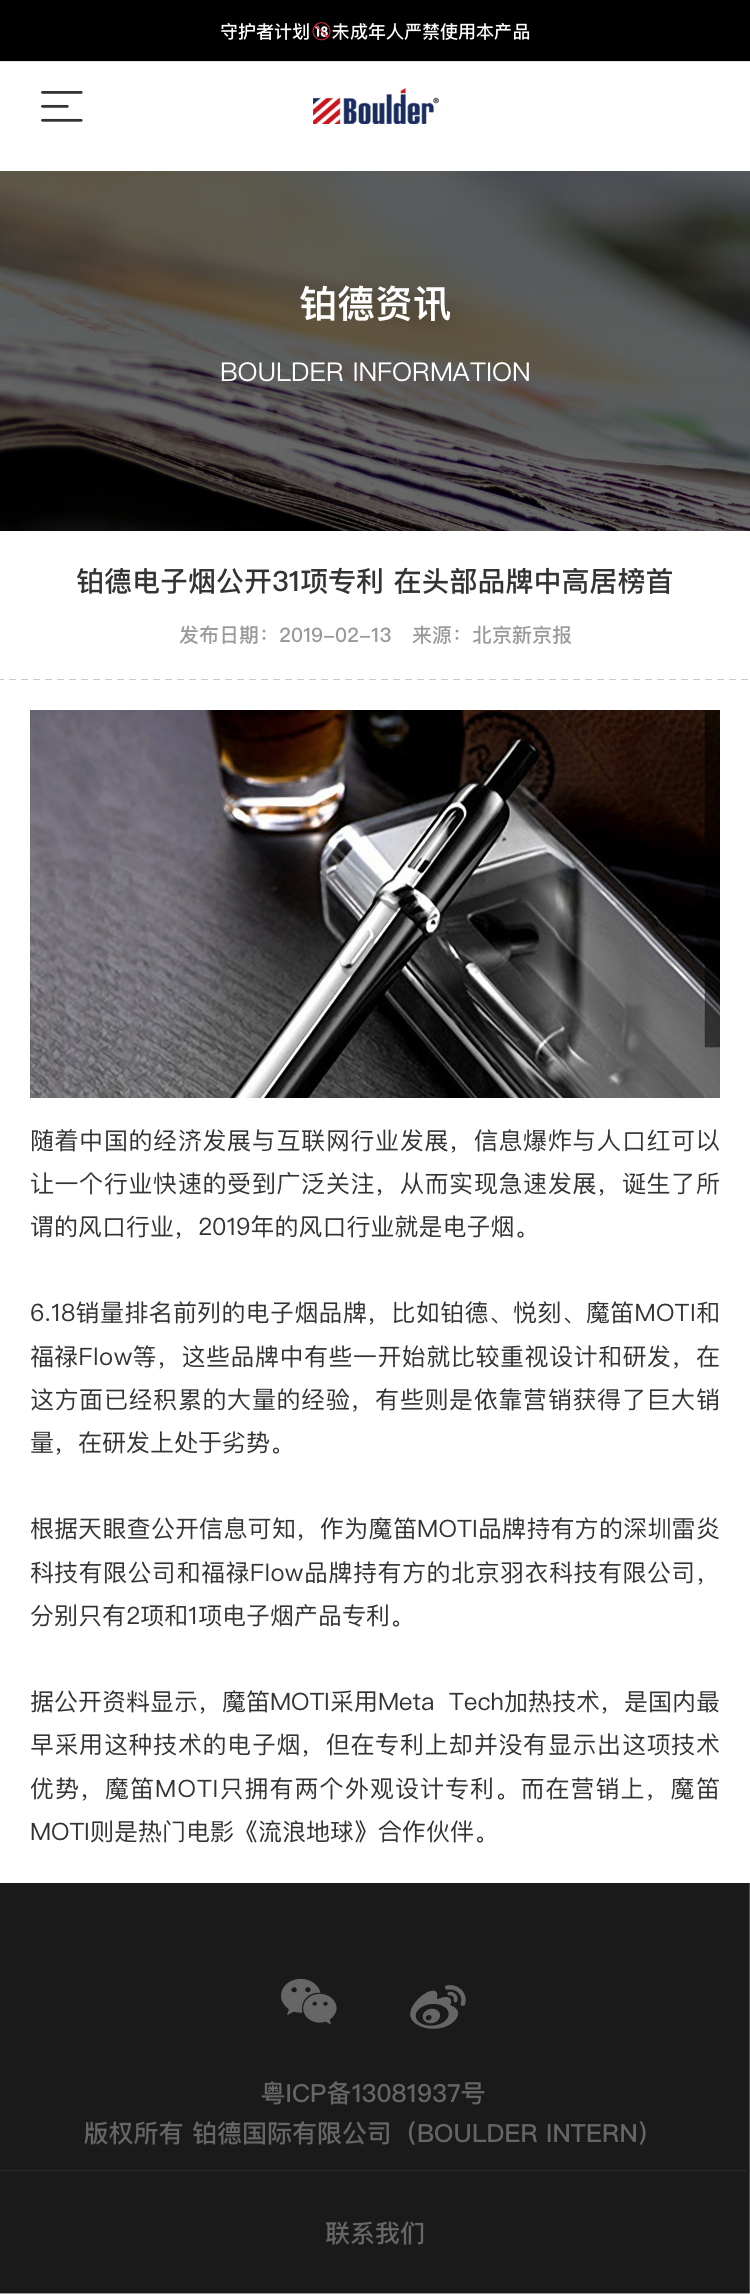 守护者计划🔞未成年人严禁使用本产品
Boulder®
铂德资讯
BOULDER INFORMATION
铂德电子烟公开31项专利 在头部品牌中高居榜首
发布日期：2019-02-13 来源：北京新京报
随着中国的经济发展与互联网行业发展，信息爆炸与人口红可以
让一个行业快速的受到广泛关注，从而实现急速发展，诞生了所
谓的风口行业，2019年的风口行业就是电子烟。
6.18销量排名前列的电子烟品牌，比如铂德、悦刻、魔笛MOTI和
福禄Flow等，这些品牌中有些一开始就比较重视设计和研发，在
这方面已经积累的大量的经验，有些则是依靠营销获得了巨大销
量，在研发上处于劣势。
根据天眼查公开信息可知，作为魔笛MOTI品牌持有方的深圳雷炎
科技有限公司和福禄Flow品牌持有方的北京羽衣科技有限公司，
分别只有2项和1项电子烟产品专利。
据公开资料显示，魔笛MOTI采用Meta Tech加热技术，是国内最
早采用这种技术的电子烟，但在专利上却并没有显示出这项技术
优势，魔笛MOTI只拥有两个外观设计专利。而在营销上，魔笛
MOTI则是热门电影《流浪地球》合作伙伴。
粤ICP备13081937号
版权所有 铂德国际有限公司（BOULDER INTERN）
联系我们